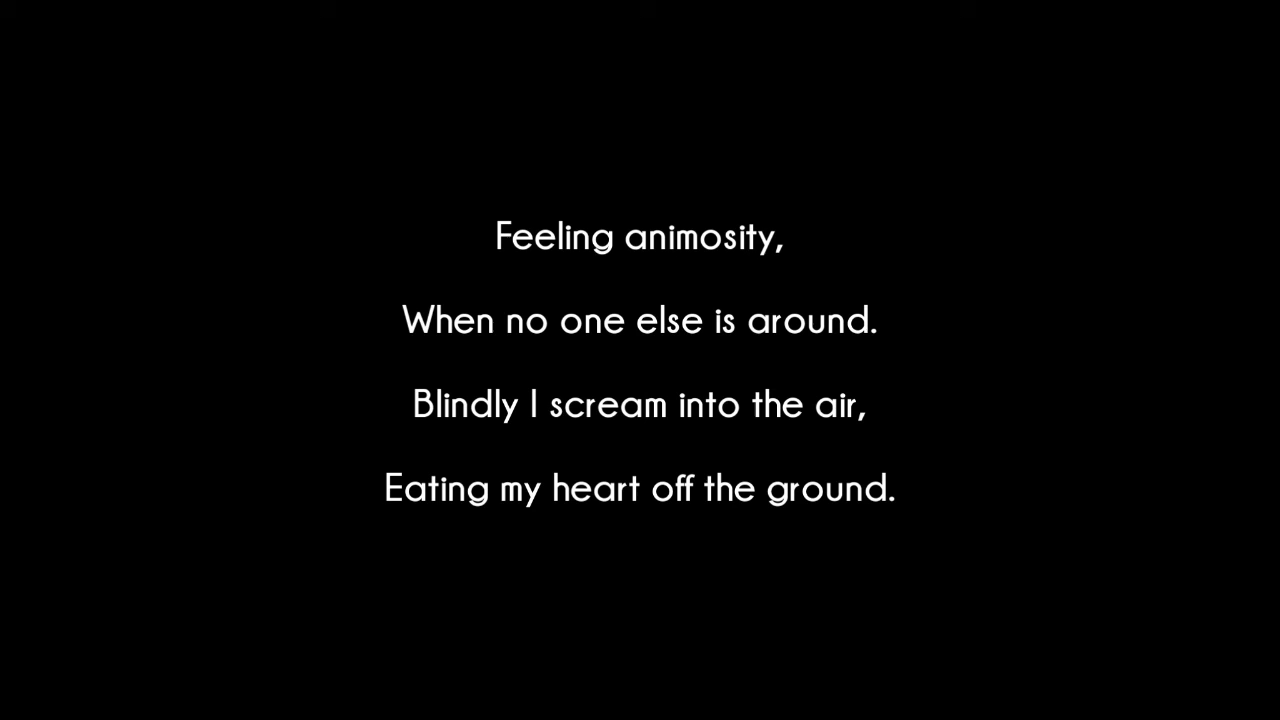 Feeling animosity,
When no one else is around.
Blindly I scream into the air,
Eating my heart off the ground.